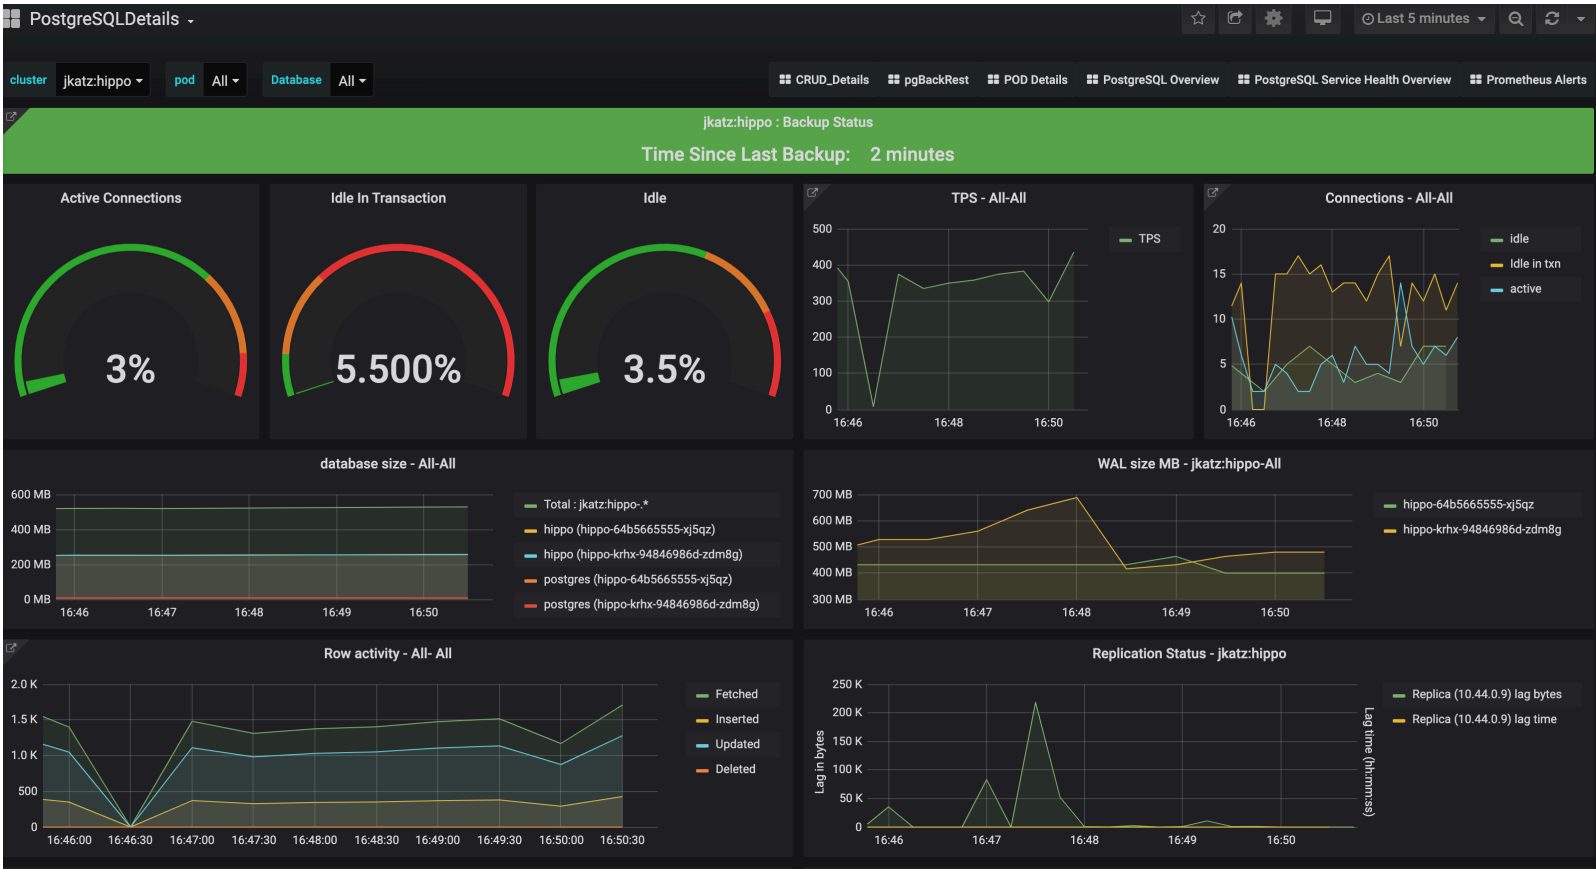 PostgreSQLDetails
Last 5 minutes
cluster jkatz:hippo pod All Database All
CRUD_Details pgBackRest POD Details PostgreSQL Overview PostgreSQL Service Health Overview Prometheus Alerts
jkatz:hippo : Backup Status
Time Since Last Backup: 2 minutes
Active Connections
3%
Idle In Transaction
5.500%
Idle
3.5%
TPS - All-All
500
400
300
200
100
0
16:46 16:48 16:50
TPS
Connections - All-All
20
15
10
5
0
16:46 16:48 16:50
idle
Idle in txn
active
database size - All-All
600 MB
400 MB
200 MB
0 MB
16:46 16:47 16:48 16:49 16:50
Total : jkatz:hippo-.*
hippo (hippo-64b5665555-xj5qz)
hippo (hippo-krhx-94846986d-zdm8g)
postgres (hippo-64b5665555-xj5qz)
postgres (hippo-krhx-94846986d-zdm8g)
WAL size MB - jkatz:hippo-All
700 MB
600 MB
500 MB
400 MB
300 MB
16:46 16:47 16:48 16:49 16:50
hippo-64b5665555-xj5qz
hippo-krhx-94846986d-zdm8g
Row activity - All- All
2.0 K
1.5 K
1.0 K
500
0
16:46:00 16:46:30 16:47:00 16:47:30 16:48:00 16:48:30 16:49:00 16:49:30 16:50:00 16:50:30
Fetched
Inserted
Updated
Deleted
Replication Status - jkatz:hippo
Lag in bytes
250 K
200 K
150 K
100 K
50 K
0
16:46 16:47 16:48 16:49 16:50
Lag time (hh:mm:ss)
Replica (10.44.0.9) lag bytes
Replica (10.44.0.9) lag time